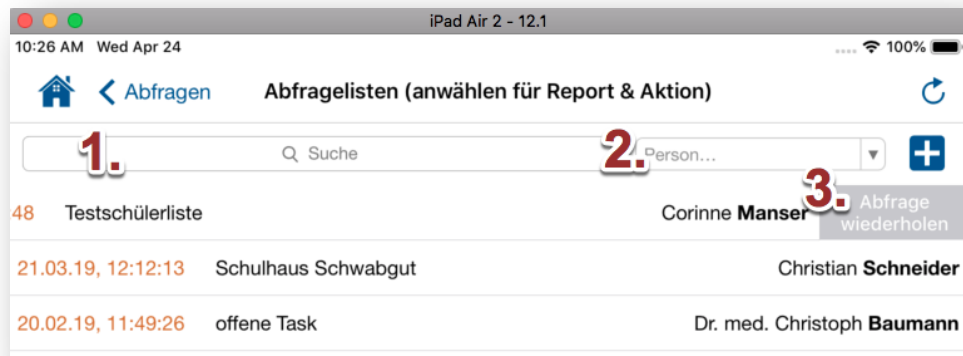 iPad Air 2 - 12.1
10:26 AM Wed Apr 24 100%
Abfragen Abfragelisten (anwählen für Report & Aktion)
1. Suche 2. Person...
48 Testschülerliste Corinne Manser 3. Abfrage wiederholen
21.03.19, 12:12:13 Schulhaus Schwabgut Christian Schneider
20.02.19, 11:49:26 offene Task Dr. med. Christoph Baumann